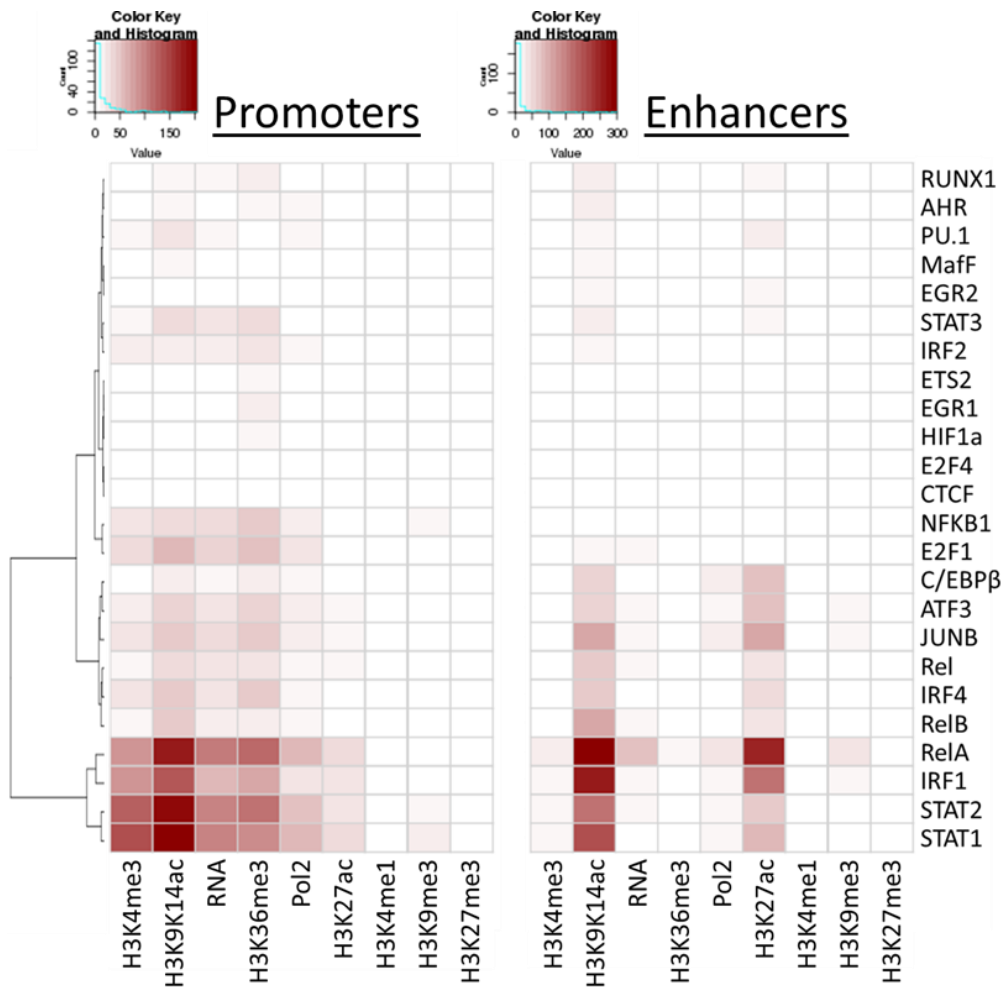 Color Key
and Histogram
Count
0 40 100
0 50 150
Value
Promoters
Color Key
and Histogram
Count
0 100
0 100 200 300
Value
Enhancers
RUNX1
AHR
PU.1
MafF
EGR2
STAT3
IRF2
ETS2
EGR1
HIF1a
E2F4
CTCF
NFKB1
E2F1
C/EBPβ
ATF3
JUNB
Rel
IRF4
RelB
RelA
IRF1
STAT2
STAT1
H3K4me3
H3K9K14ac
RNA
H3K36me3
Pol2
H3K27ac
H3K4me1
H3K9me3
H3K27me3
H3K4me3
H3K9K14ac
RNA
H3K36me3
Pol2
H3K27ac
H3K4me1
H3K9me3
H3K27me3